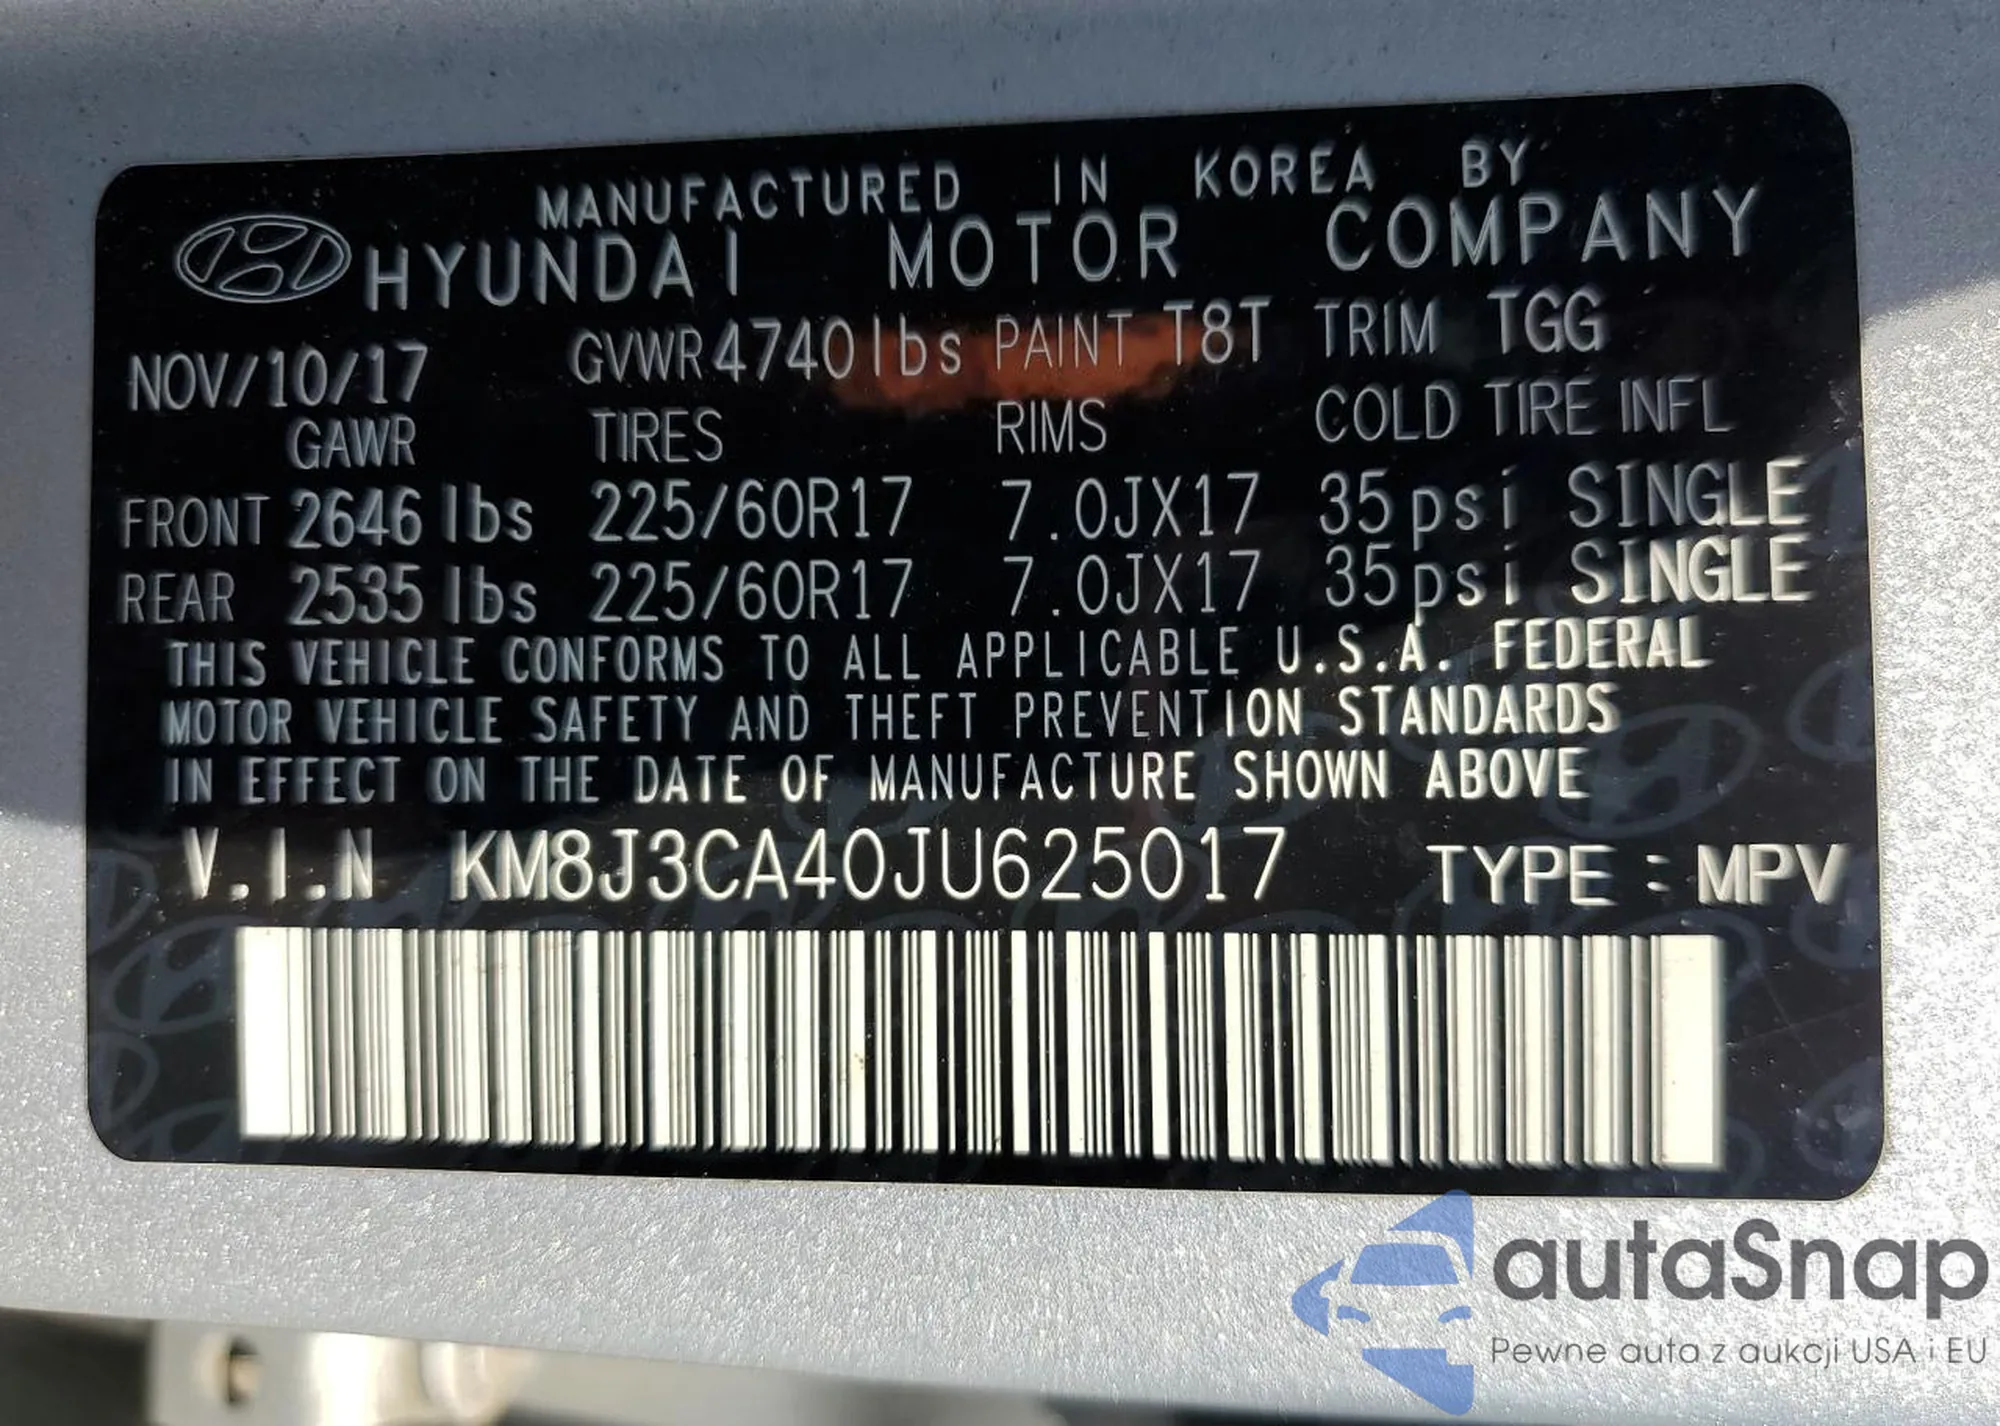 MANUFACTURED IN KOREA BY
HYUNDAI MOTOR COMPANY
NOV/10/17 GVWR 4740 lbs PAINT T8T TRIM TGG
GAWR TIRES RIMS COLD TIRE INFL
FRONT 2646 lbs 225/60R17 7.0JX17 35psi SINGLE
REAR 2535 lbs 225/60R17 7.0JX17 35psi SINGLE
THIS VEHICLE CONFORMS TO ALL APPLICABLE U.S.A. FEDERAL
MOTOR VEHICLE SAFETY AND THEFT PREVENTION STANDARDS
IN EFFECT ON THE DATE OF MANUFACTURE SHOWN ABOVE
V.I.N KM8J3CA40JU625017 TYPE : MPV
autaSnap
Pewne auta z aukcji USA i EU